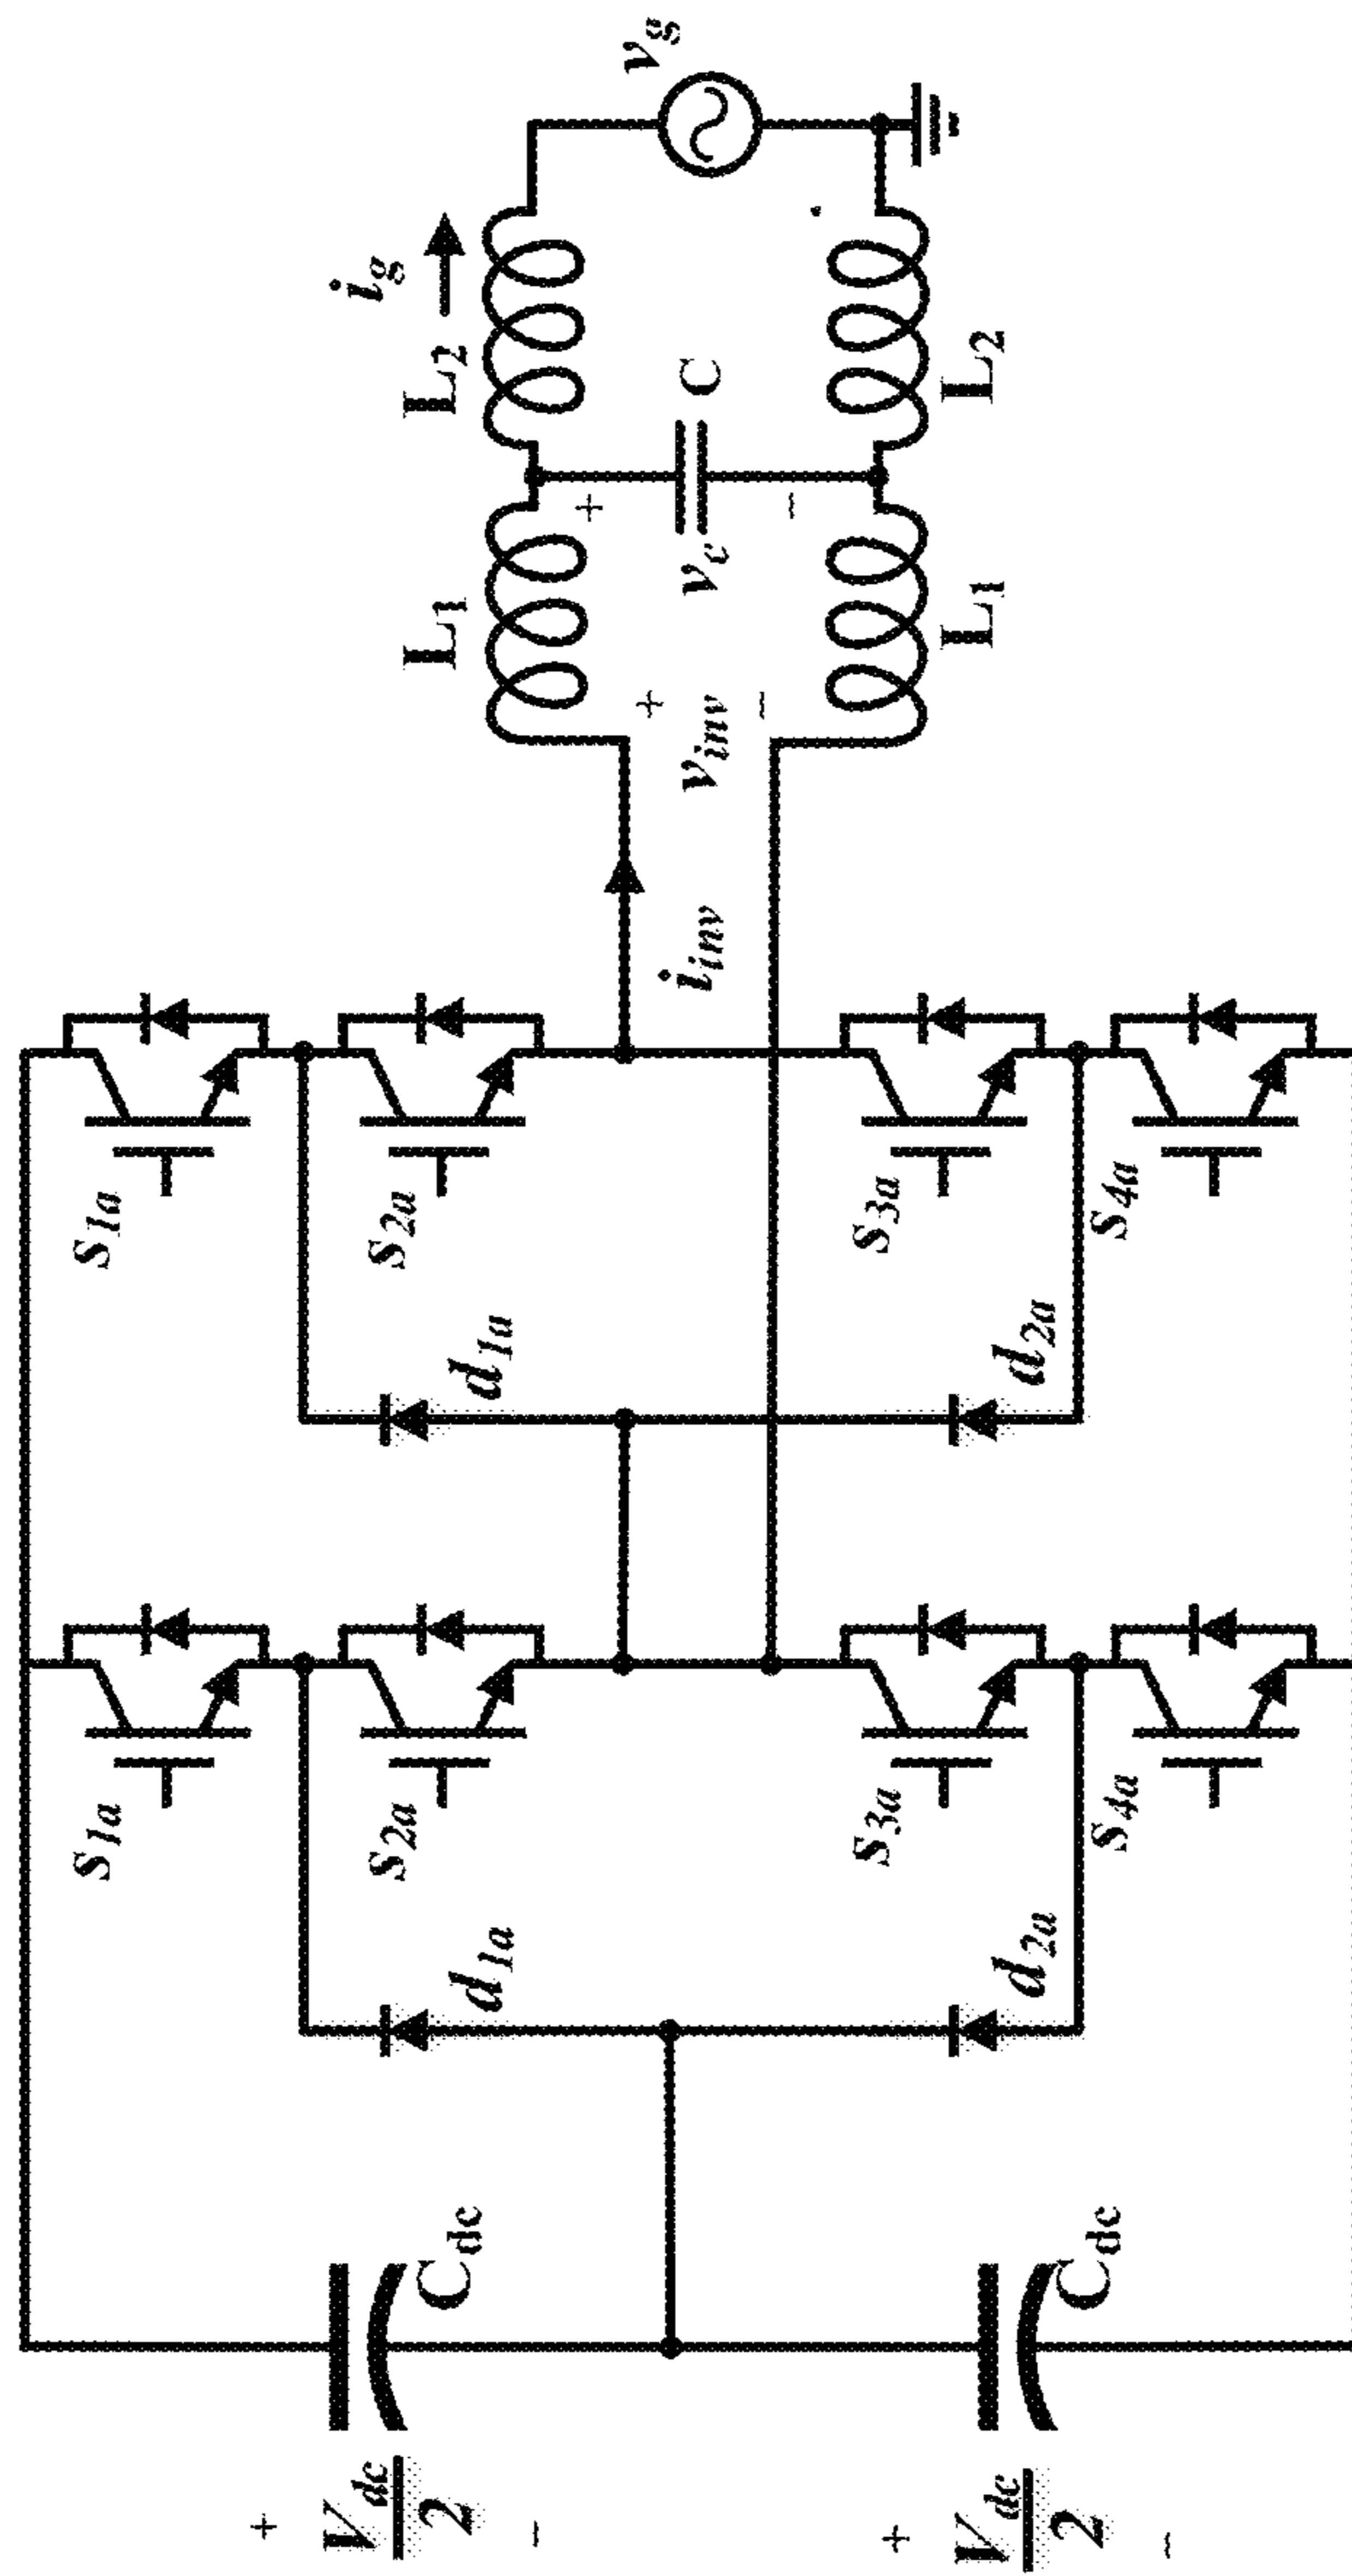 +
V_dc/2
−
C_dc
+
V_dc/2
−
C_dc
d_1a
d_2a
S_1a
S_2a
S_3a
S_4a
d_1a
d_2a
S_1a
S_2a
S_3a
S_4a
i_inv
+
v_inv
−
L_1
L_1
+
v_c
−
C
L_2
L_2
i_g
v_g